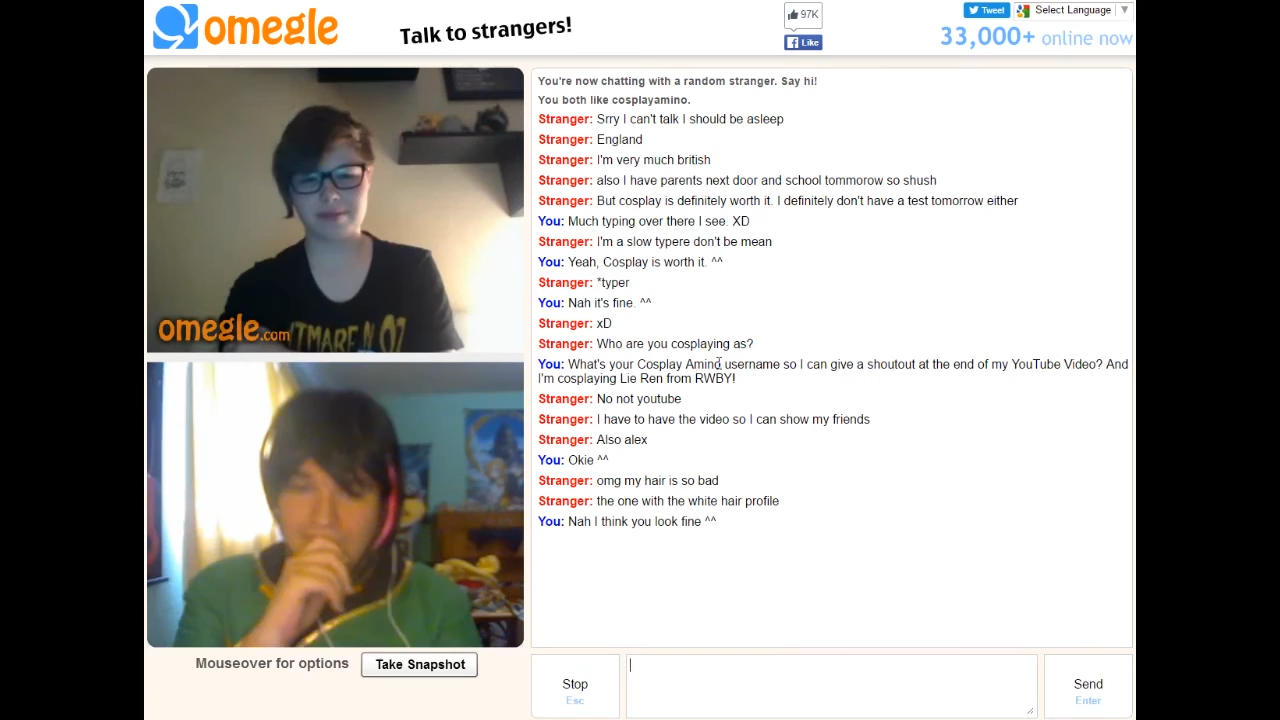 omegle
Talk to strangers!
97K
Like
Tweet
Select Language
33,000+ online now
You're now chatting with a random stranger. Say hi!
You both like cosplayamino.
Stranger: Srry I can't talk I should be asleep
Stranger: England
Stranger: I'm very much british
Stranger: also I have parents next door and school tommorow so shush
Stranger: But cosplay is definitely worth it. I definitely don't have a test tomorrow either
You: Much typing over there I see. XD
Stranger: I'm a slow typere don't be mean
You: Yeah, Cosplay is worth it. ^^
Stranger: *typer
You: Nah it's fine. ^^
Stranger: xD
Stranger: Who are you cosplaying as?
You: What's your Cosplay Amino username so I can give a shoutout at the end of my YouTube Video? And
I'm cosplaying Lie Ren from RWBY!
Stranger: No not youtube
Stranger: I have to have the video so I can show my friends
Stranger: Also alex
You: Okie ^^
Stranger: omg my hair is so bad
Stranger: the one with the white hair profile
You: Nah I think you look fine ^^
omegle.com
Mouseover for options
Take Snapshot
Stop
Esc
Send
Enter